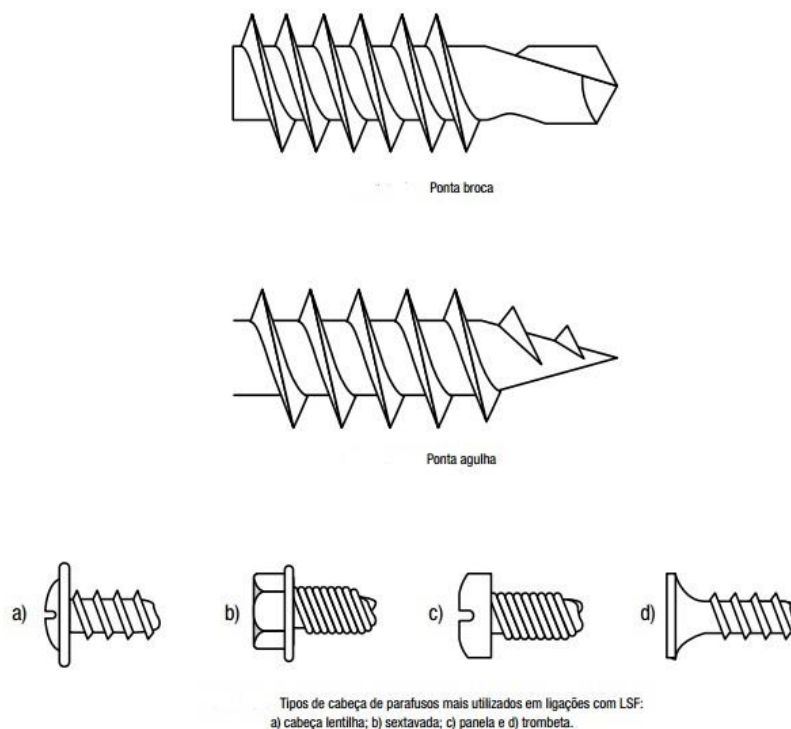 Ponta broca
Ponta agulha
a)
b)
c)
d)
Tipos de cabeça de parafusos mais utilizados em ligações com LSF:
a) cabeça lentilha; b) sextavada; c) panela e d) trombeta.